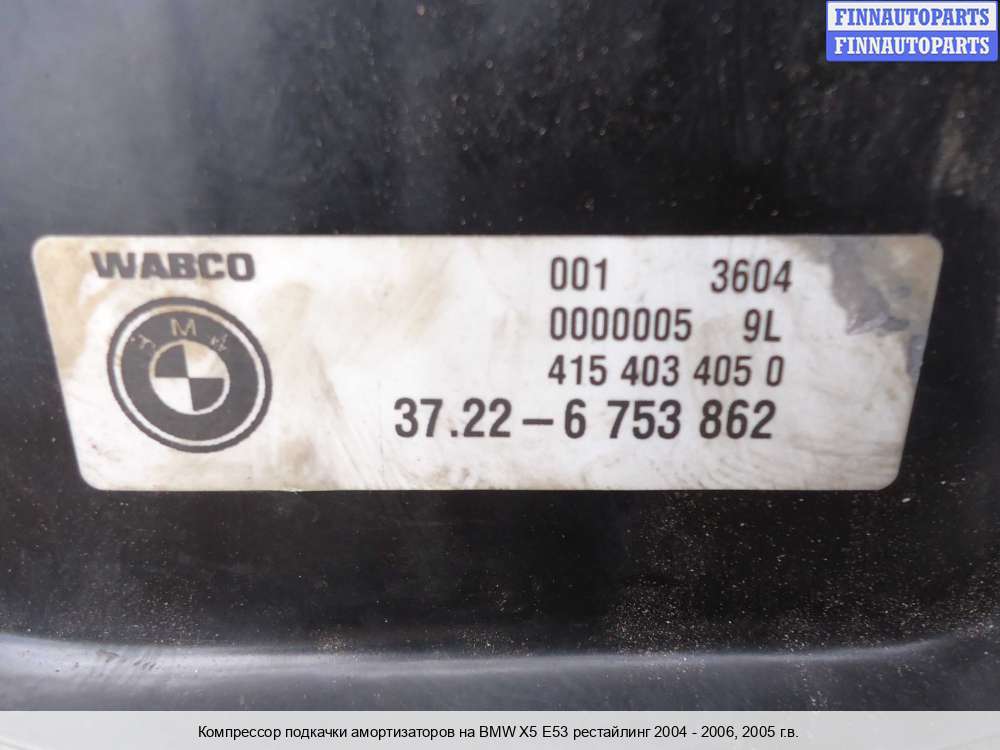 FINNAUTOPARTS
FINNAUTOPARTS
WABCO
001 3604
0000005 9L
415 403 405 0
BMW
37.22-6 753 862
Компрессор подкачки амортизаторов на BMW X5 E53 рестайлинг 2004 - 2006, 2005 г.в.